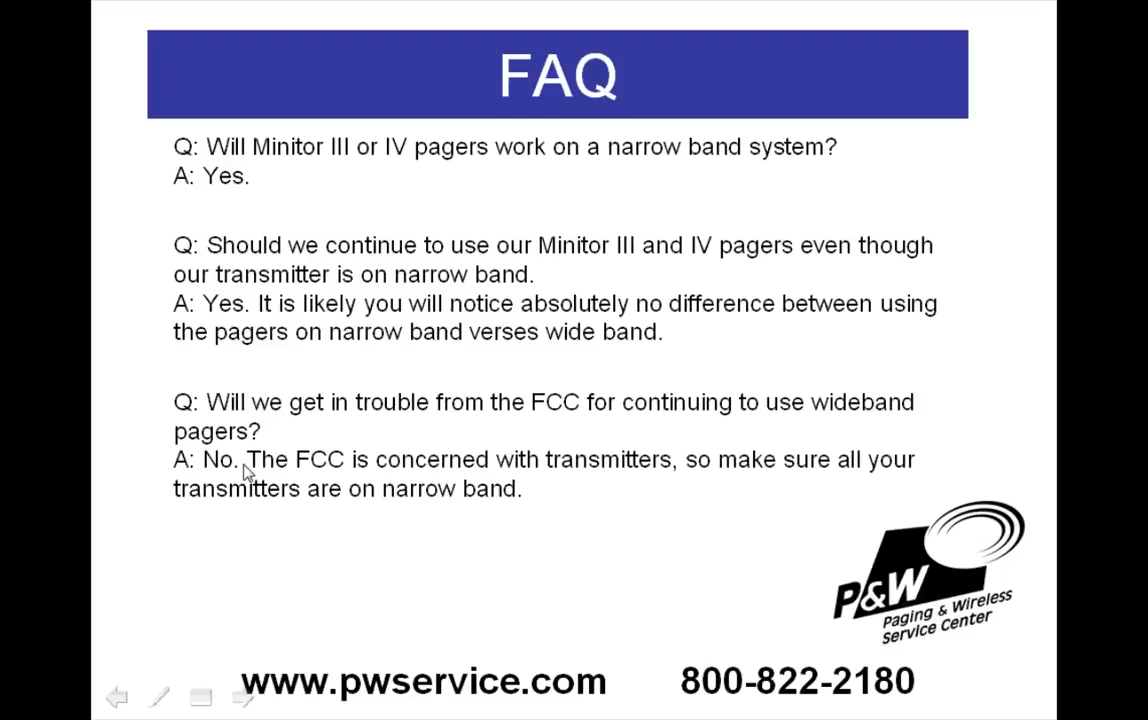 FAQ
Q: Will Minitor III or IV pagers work on a narrow band system?
A: Yes.
Q: Should we continue to use our Minitor III and IV pagers even though
our transmitter is on narrow band.
A: Yes. It is likely you will notice absolutely no difference between using
the pagers on narrow band verses wide band.
Q: Will we get in trouble from the FCC for continuing to use wideband
pagers?
A: No. The FCC is concerned with transmitters, so make sure all your
transmitters are on narrow band.
P&W
Paging & Wireless
Service Center
www.pwservice.com 800-822-2180